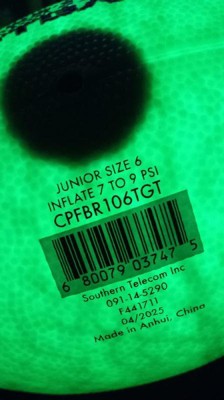 JUNIOR SIZE 6
INFLATE 7 TO 9 PSI
CPFBR106TGT
6 80079 03747 5
Southern Telecom Inc
091.14-5290
F441711
04/2025
Made in Anhui, China